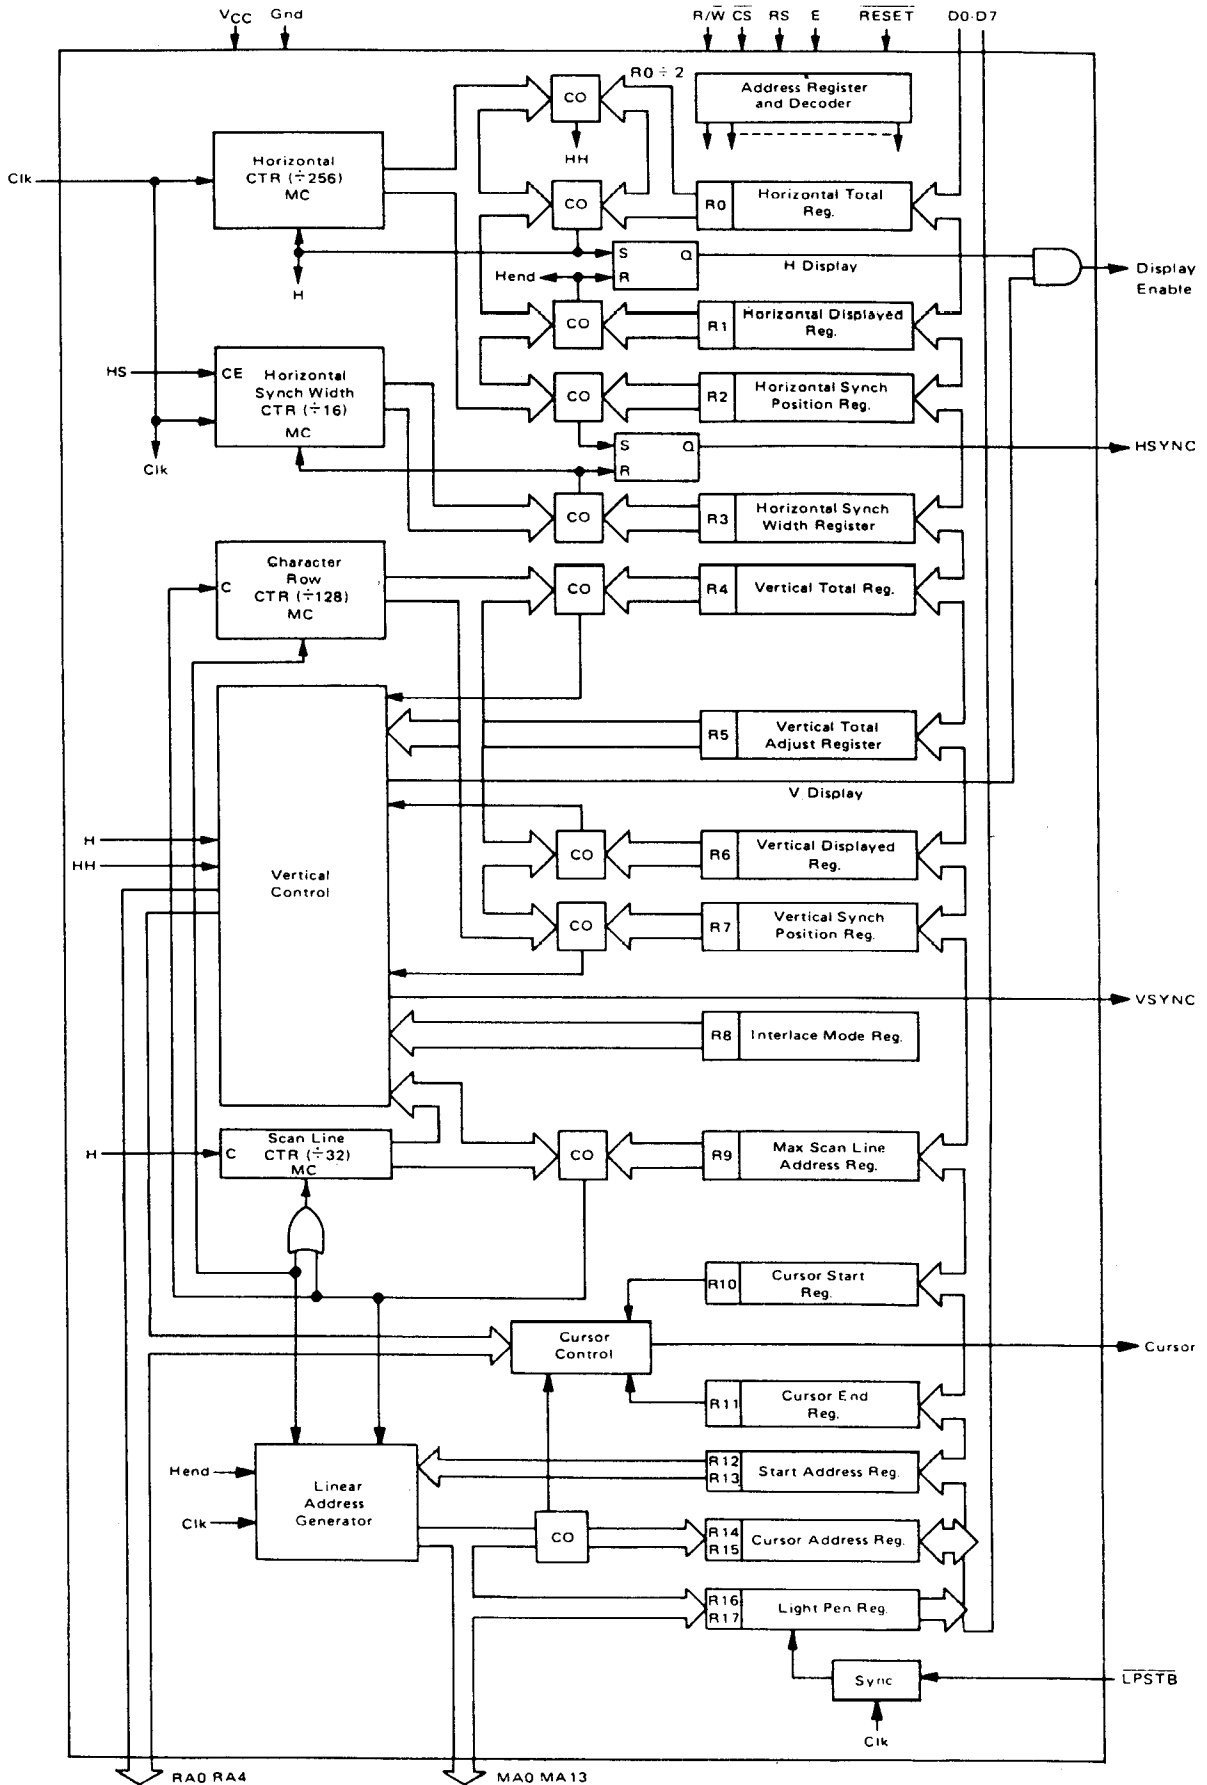 VCC Gnd R/W CS RS E RESET D0-D7
CO
R0 ÷ 2
Address Register
and Decoder
HH
Clk
Horizontal
CTR (÷256)
MC
CO
R0 Horizontal Total
Reg.
H
S Q
R
Hend
H Display
Display
Enable
CO
R1 Horizontal Displayed
Reg.
HS
CE Horizontal
Synch Width
CTR (÷16)
MC
CO
R2 Horizontal Synch
Position Reg.
Clk
S Q
R
HSYNC
CO
R3 Horizontal Synch
Width Register
C
Character
Row
CTR (÷128)
MC
CO
R4 Vertical Total Reg.
R5 Vertical Total
Adjust Register
V Display
H
HH
Vertical
Control
CO
R6 Vertical Displayed
Reg.
CO
R7 Vertical Synch
Position Reg.
VSYNC
R8 Interlace Mode Reg.
H
C
Scan Line
CTR (÷32)
MC
CO
R9 Max Scan Line
Address Reg.
R10 Cursor Start
Reg.
Cursor
Control
Cursor
R11 Cursor End
Reg.
Hend
Clk
Linear
Address
Generator
R12
R13 Start Address Reg.
CO
R14
R15 Cursor Address Reg.
R16
R17 Light Pen Reg.
Sync
LPSTB
Clk
RA0 RA4
MA0 MA13